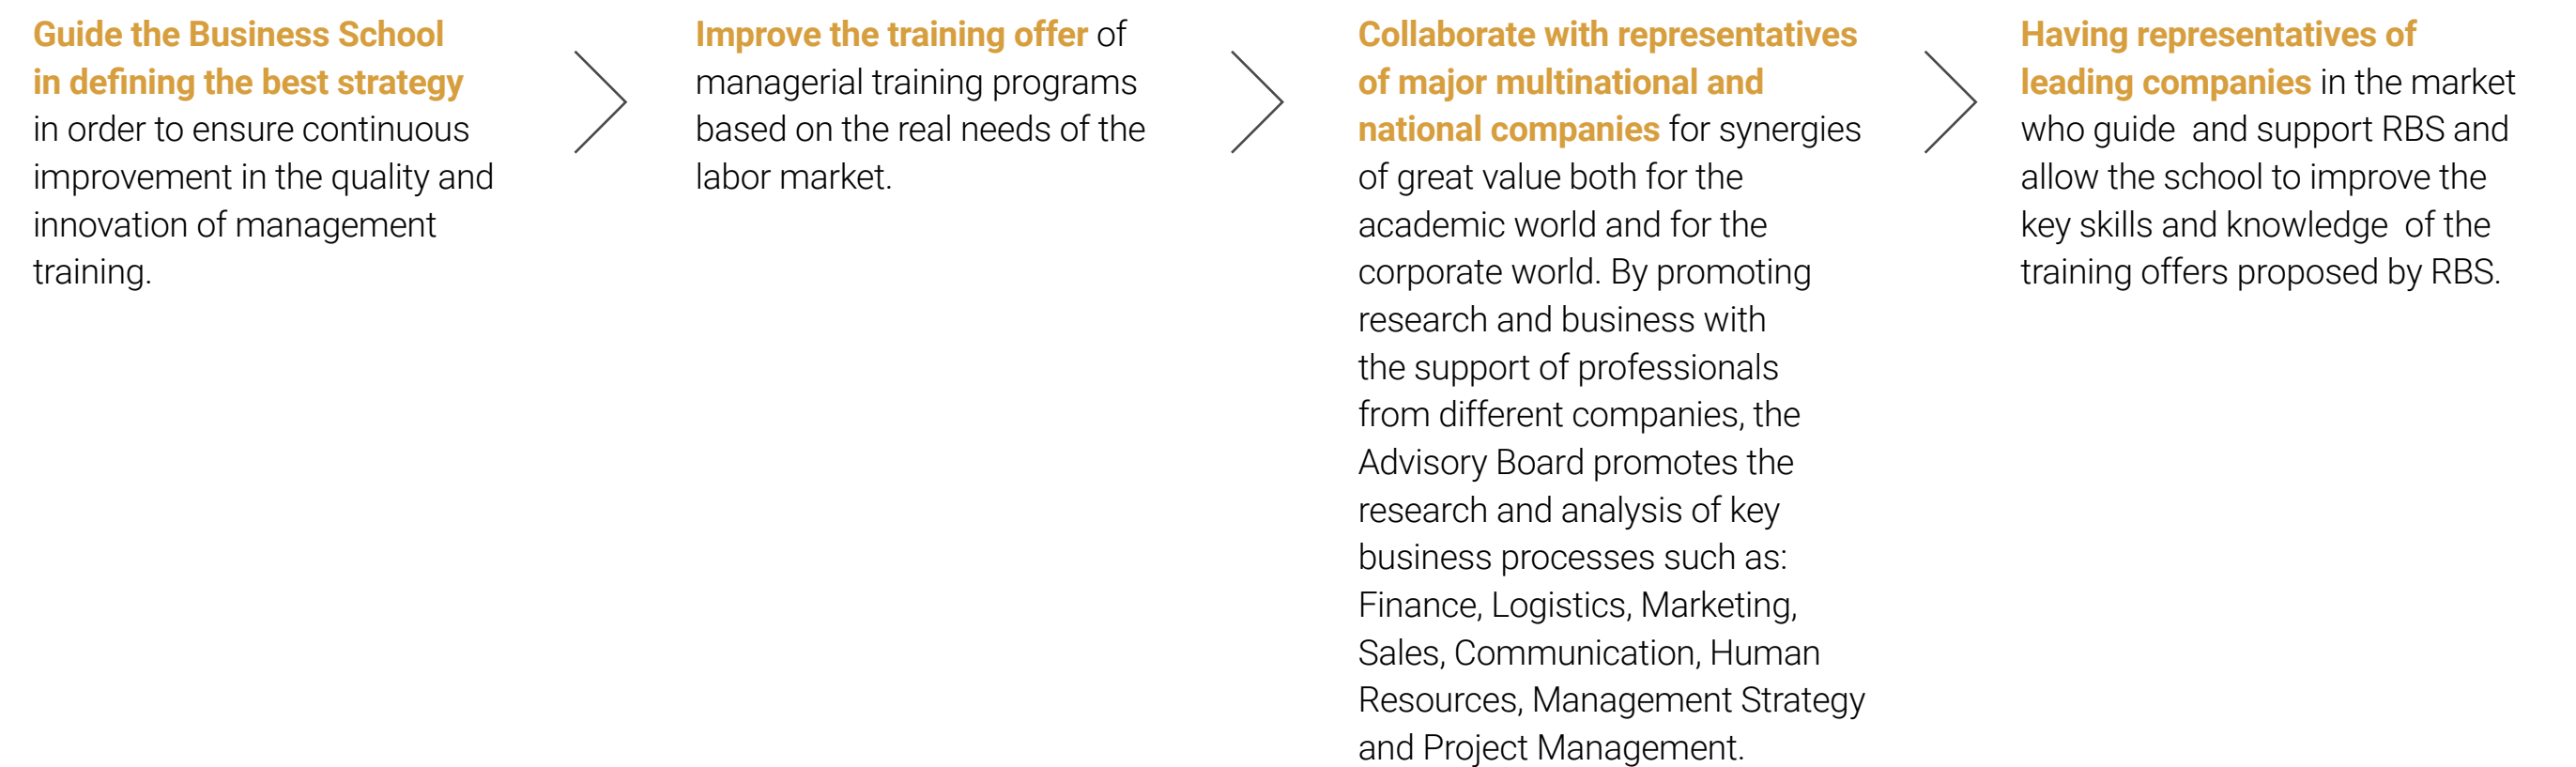 Guide the Business School
in defining the best strategy
in order to ensure continuous
improvement in the quality and
innovation of management
training.
Improve the training offer of
managerial training programs
based on the real needs of the
labor market.
Collaborate with representatives
of major multinational and
national companies for synergies
of great value both for the
academic world and for the
corporate world. By promoting
research and business with
the support of professionals
from different companies, the
Advisory Board promotes the
research and analysis of key
business processes such as:
Finance, Logistics, Marketing,
Sales, Communication, Human
Resources, Management Strategy
and Project Management.
Having representatives of
leading companies in the market
who guide  and support RBS and
allow the school to improve the
key skills and knowledge  of the
training offers proposed by RBS.